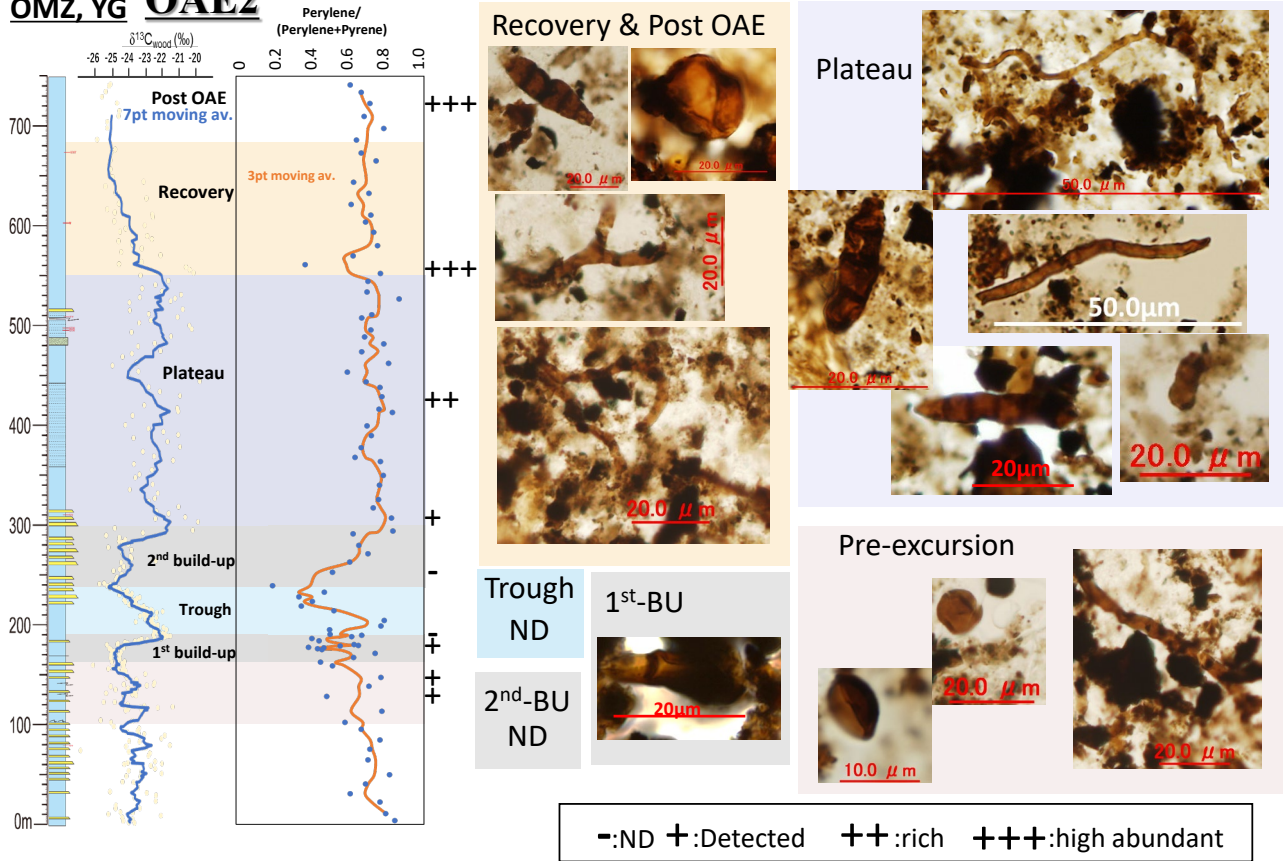 OMZ, YG OAE2
δ13Cwood (‰)
-26 -25 -24 -23 -22 -21 -20
Perylene/
(Perylene+Pyrene)
0 0.2 0.4 0.6 0.8 1.0
Post OAE
7pt moving av.
+++
700
Recovery
3pt moving av.
600
+++
500
Plateau
++
400
300
+
2nd build-up
-
Trough
200
-
+
1st build-up
+
+
100
0m
Recovery & Post OAE
20.0 μm
20.0 μm
20.0 μm
20.0 μm
Trough
ND
2nd-BU
ND
1st-BU
20μm
Plateau
50.0 μm
20.0 μm
50.0μm
20μm
20.0 μm
Pre-excursion
10.0 μm
20.0 μm
20.0 μm
-:ND +:Detected ++:rich +++:high abundant